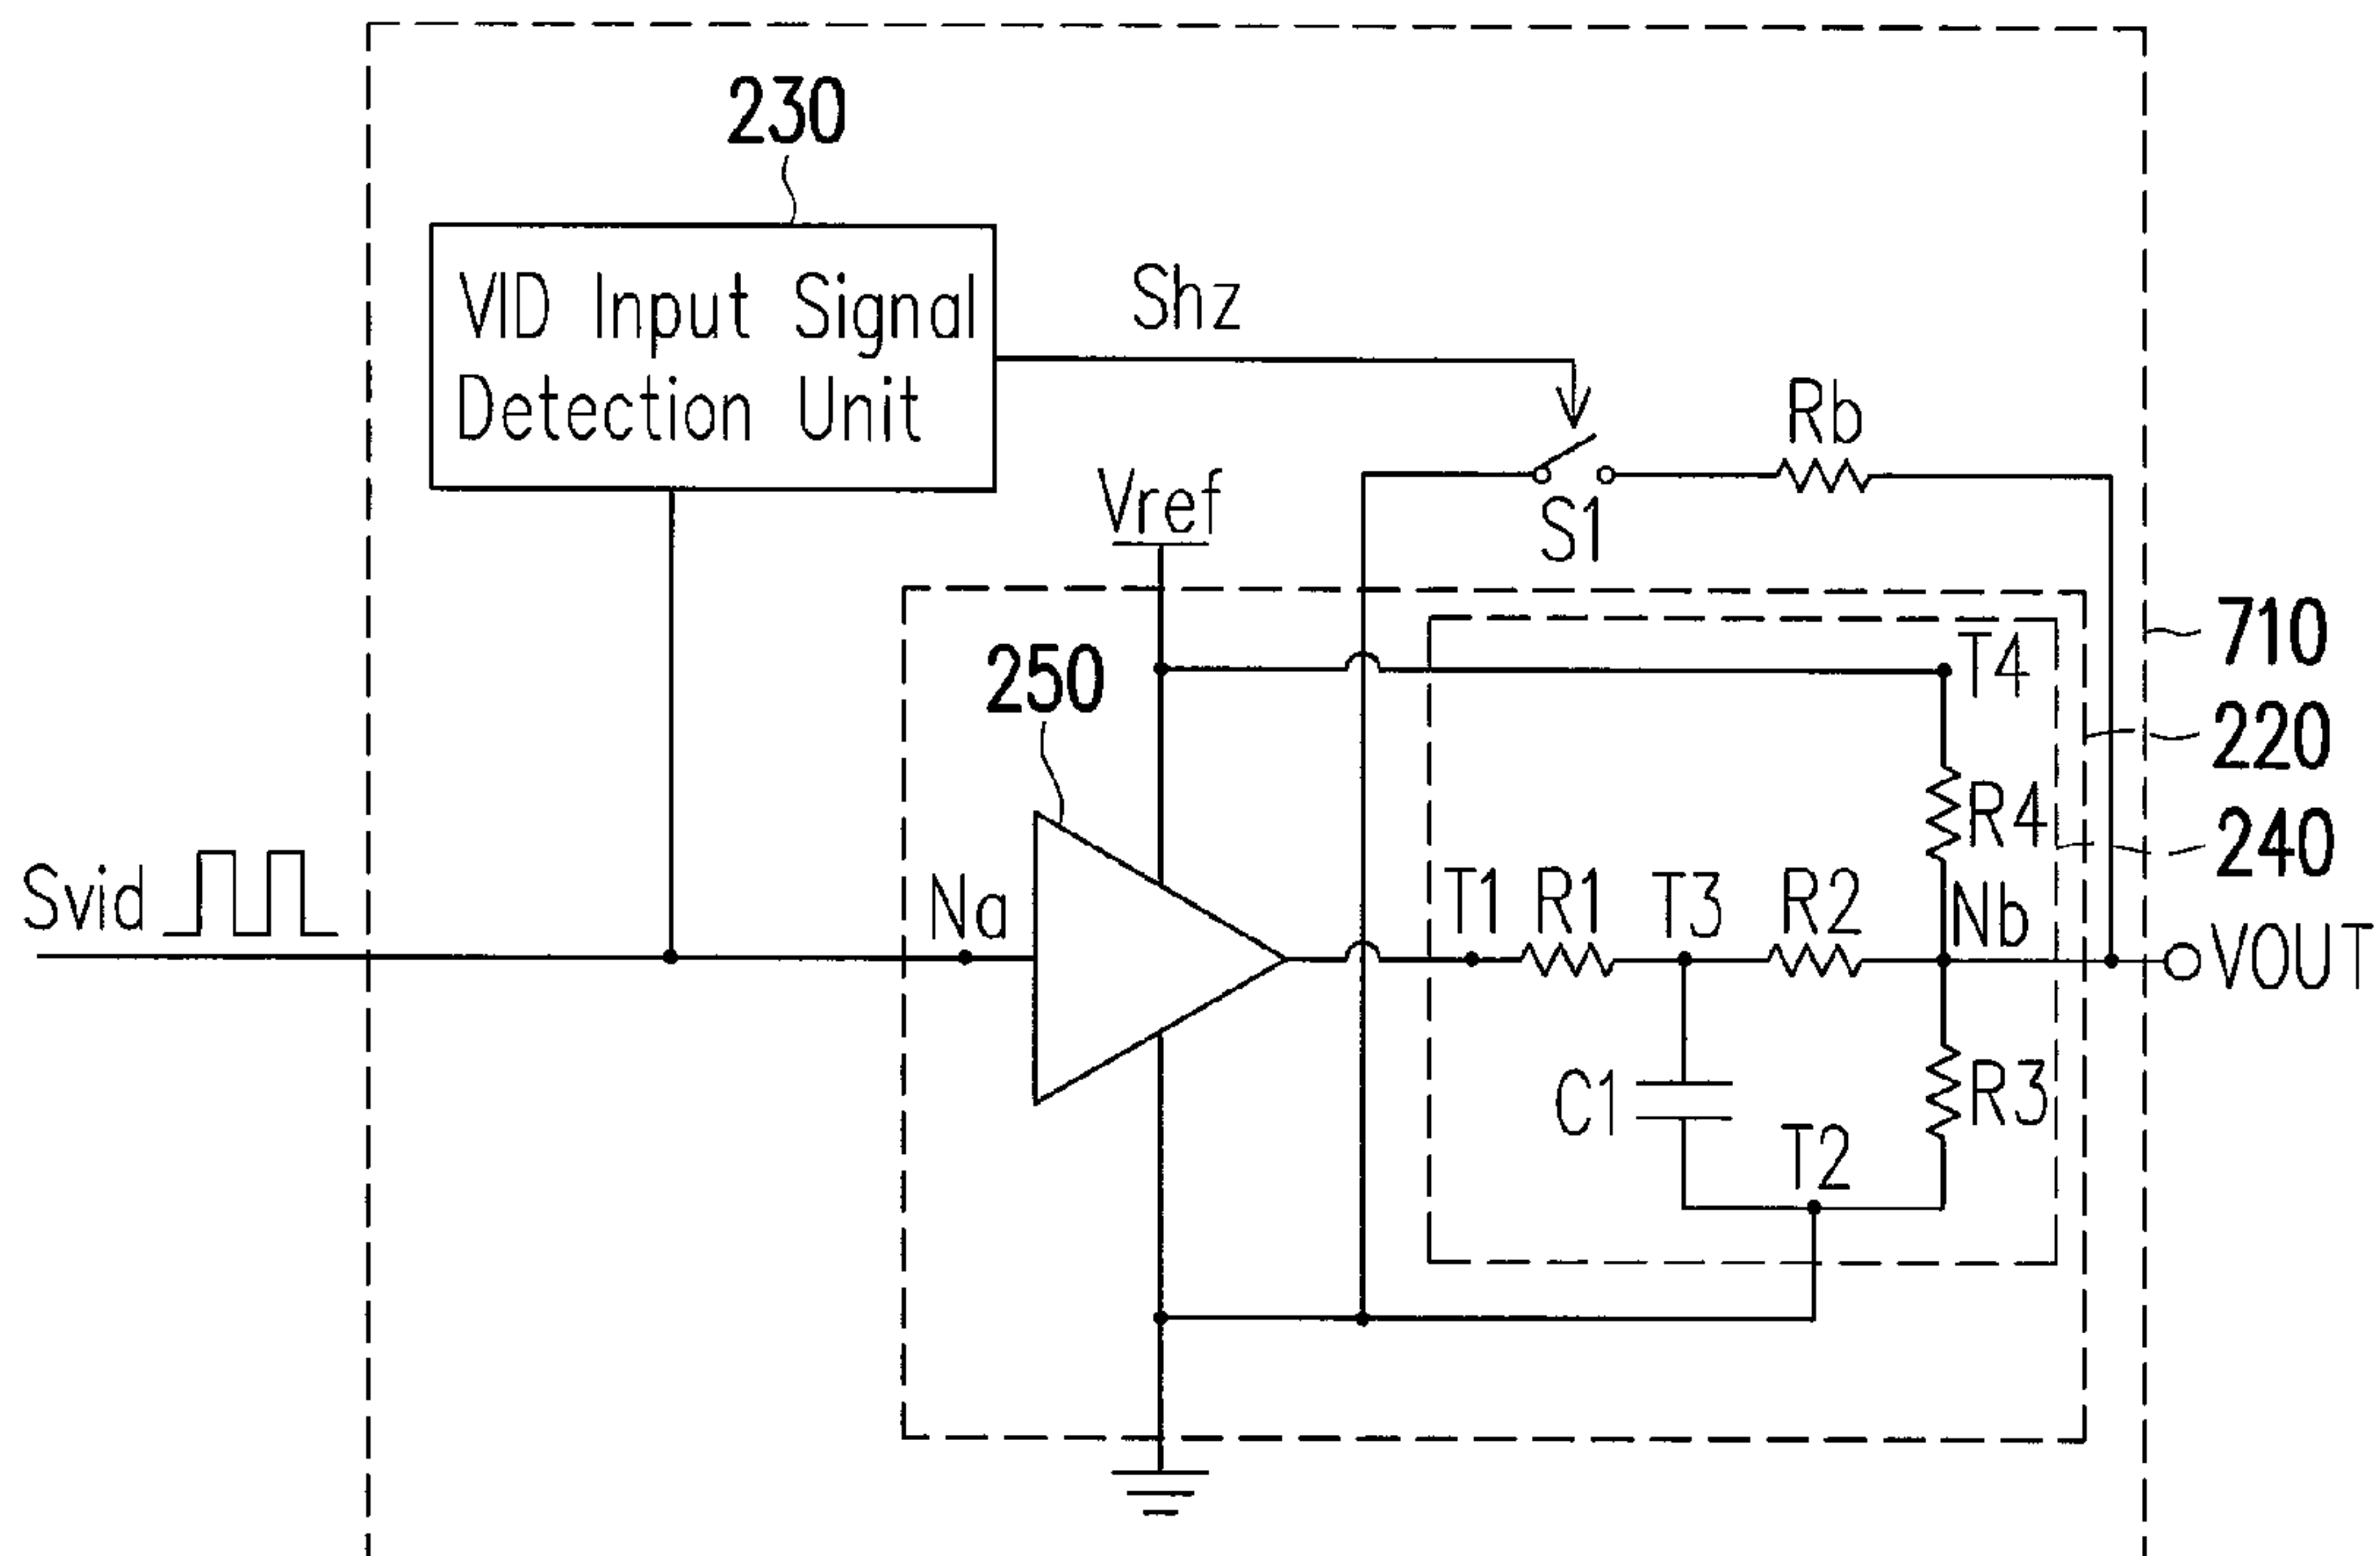 230
VID Input Signal
Detection Unit
Shz
Rb
S1
Vref
710
T4
250
220
R4
240
Svid
Na
T1
R1
T3
R2
Nb
VOUT
C1
R3
T2